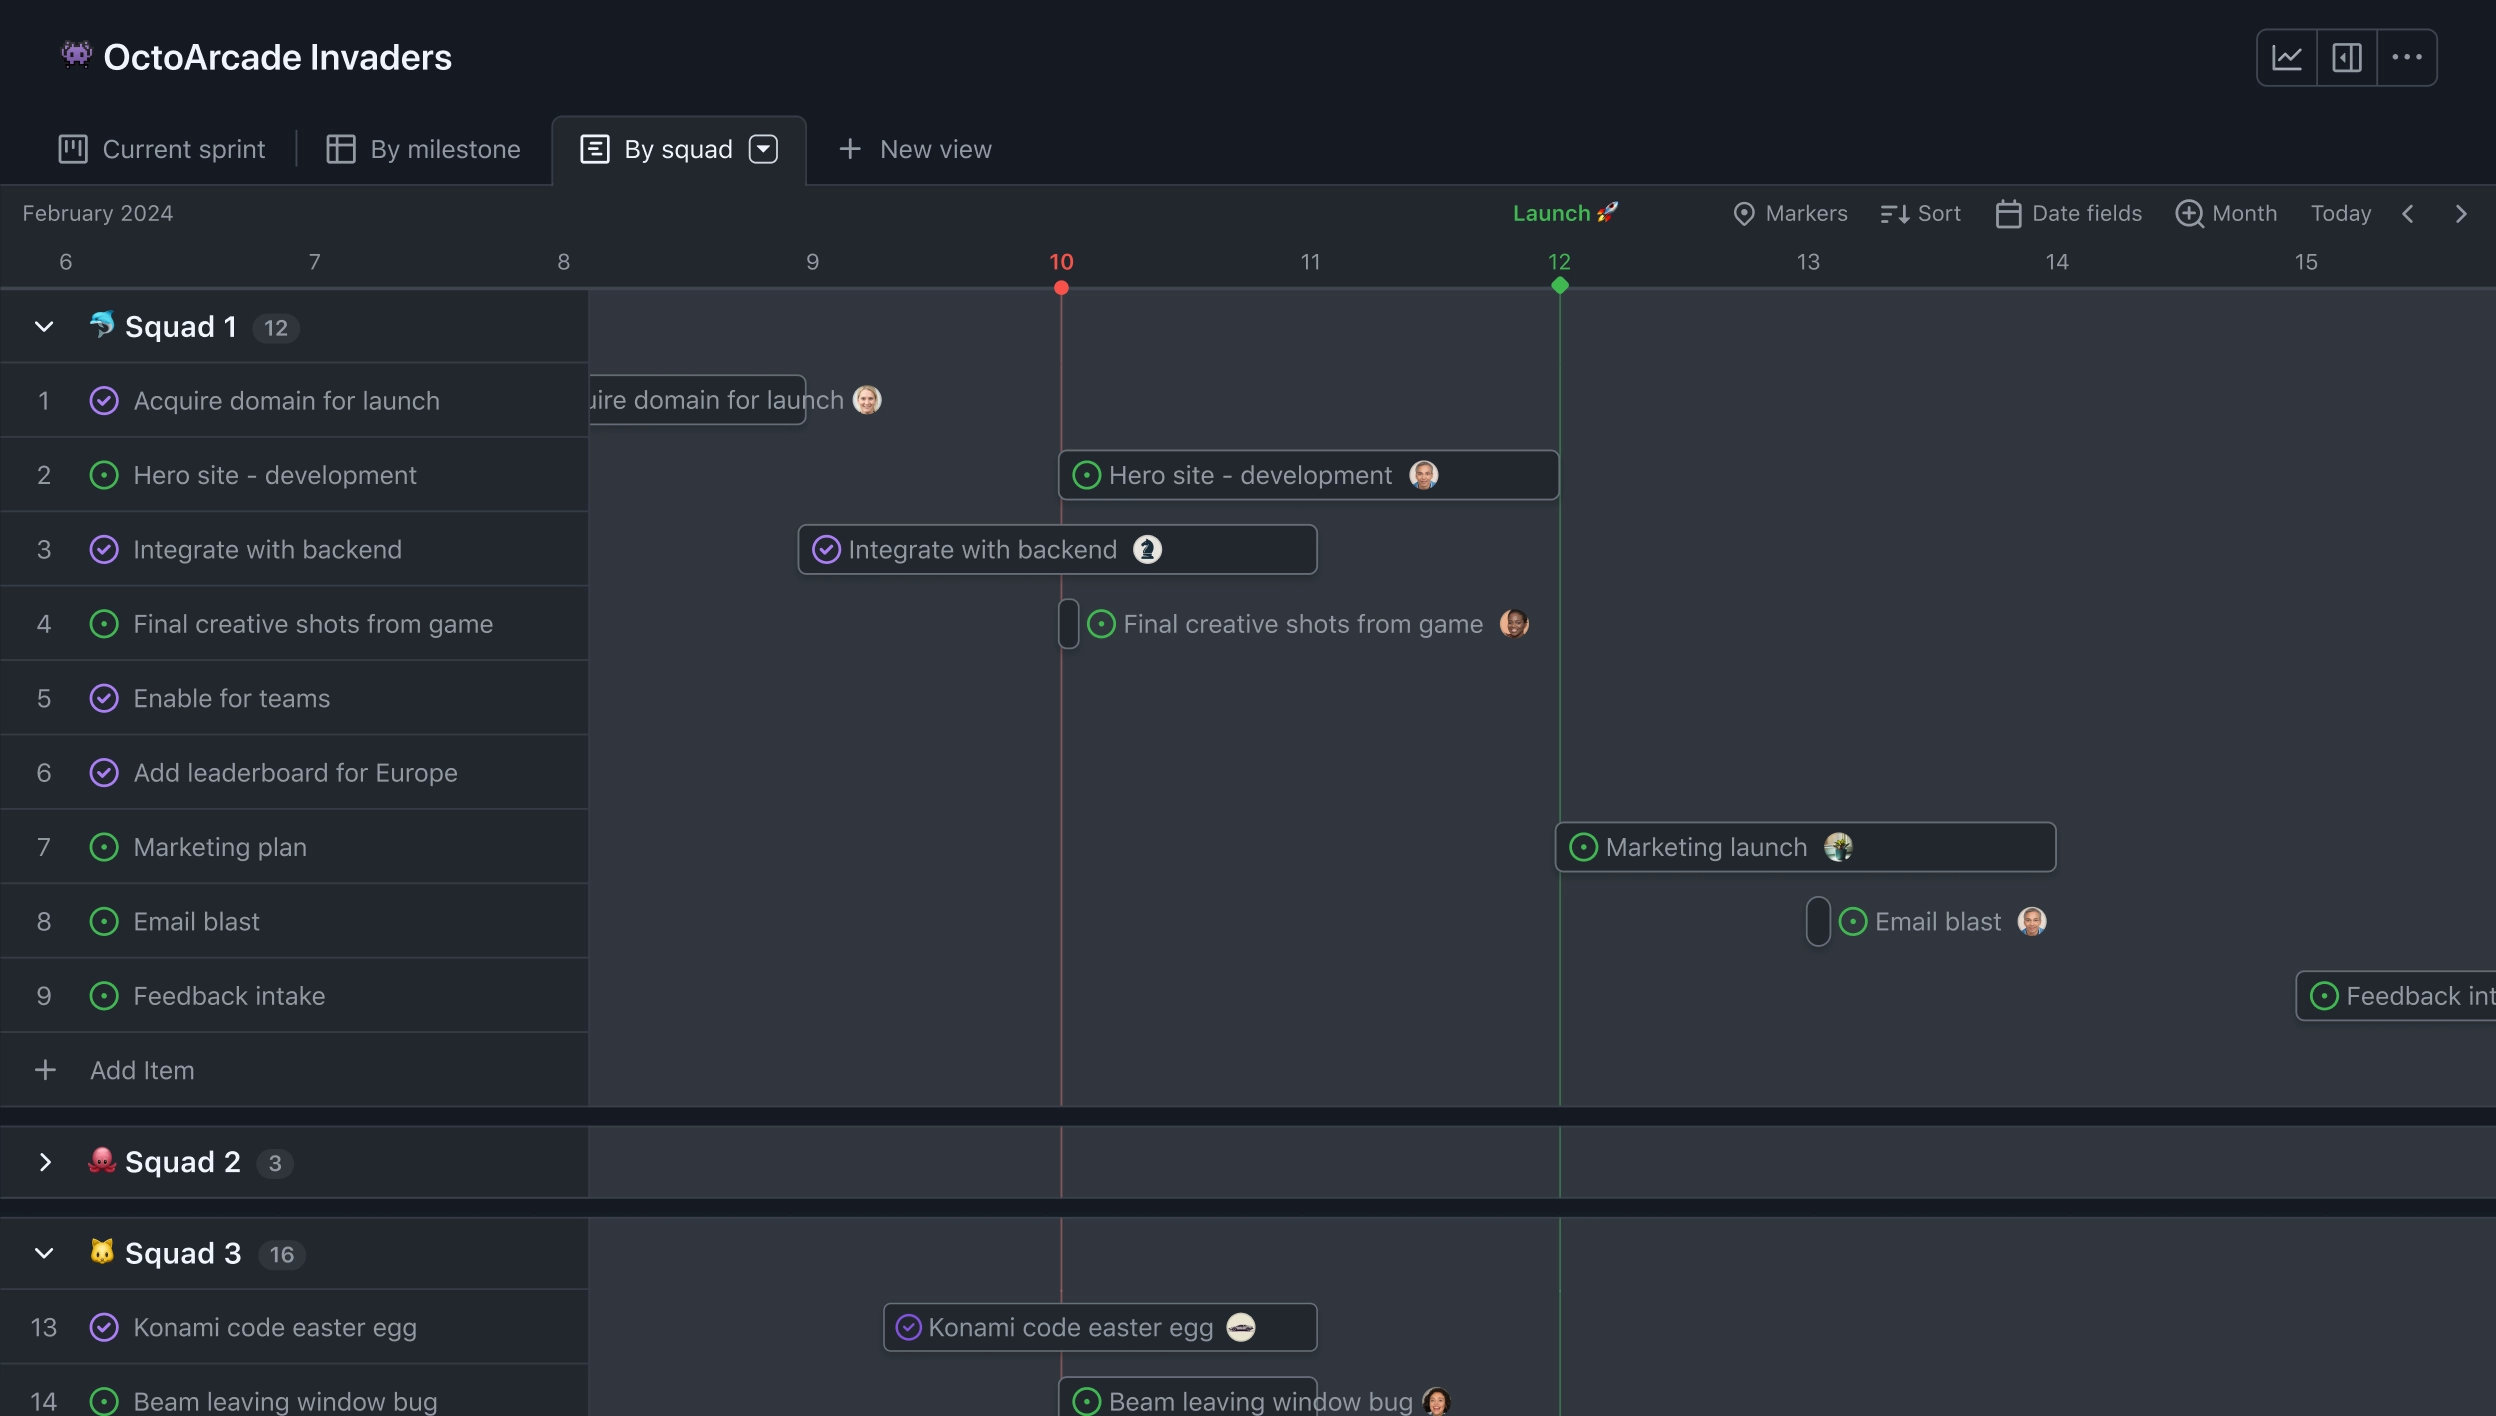 OctoArcade Invaders
Current sprint By milestone By squad New view
February 2024 Launch Markers Sort Date fields Month Today
6 7 8 9 10 11 12 13 14 15
Squad 1 12
1 Acquire domain for launch uire domain for launch
2 Hero site - development Hero site - development
3 Integrate with backend Integrate with backend
4 Final creative shots from game Final creative shots from game
5 Enable for teams
6 Add leaderboard for Europe
7 Marketing plan Marketing launch
8 Email blast Email blast
9 Feedback intake Feedback int
Add Item
Squad 2 3
Squad 3 16
13 Konami code easter egg Konami code easter egg
14 Beam leaving window bug Beam leaving window bug